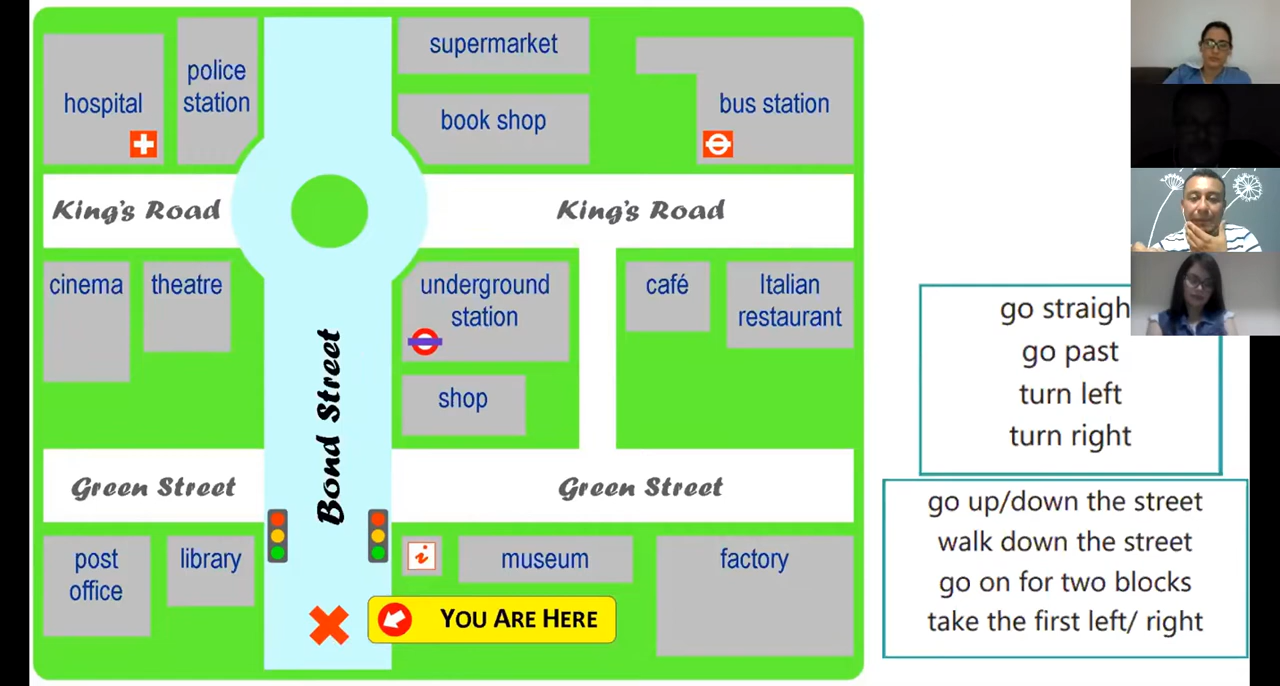 supermarket
police
station
hospital
book shop
bus station
King's Road
King's Road
cinema
theatre
underground
station
café
Italian
restaurant
shop
Bond Street
Green Street
Green Street
post
office
library
i
museum
factory
YOU ARE HERE
go straigh
go past
turn left
turn right
go up/down the street
walk down the street
go on for two blocks
take the first left/ right